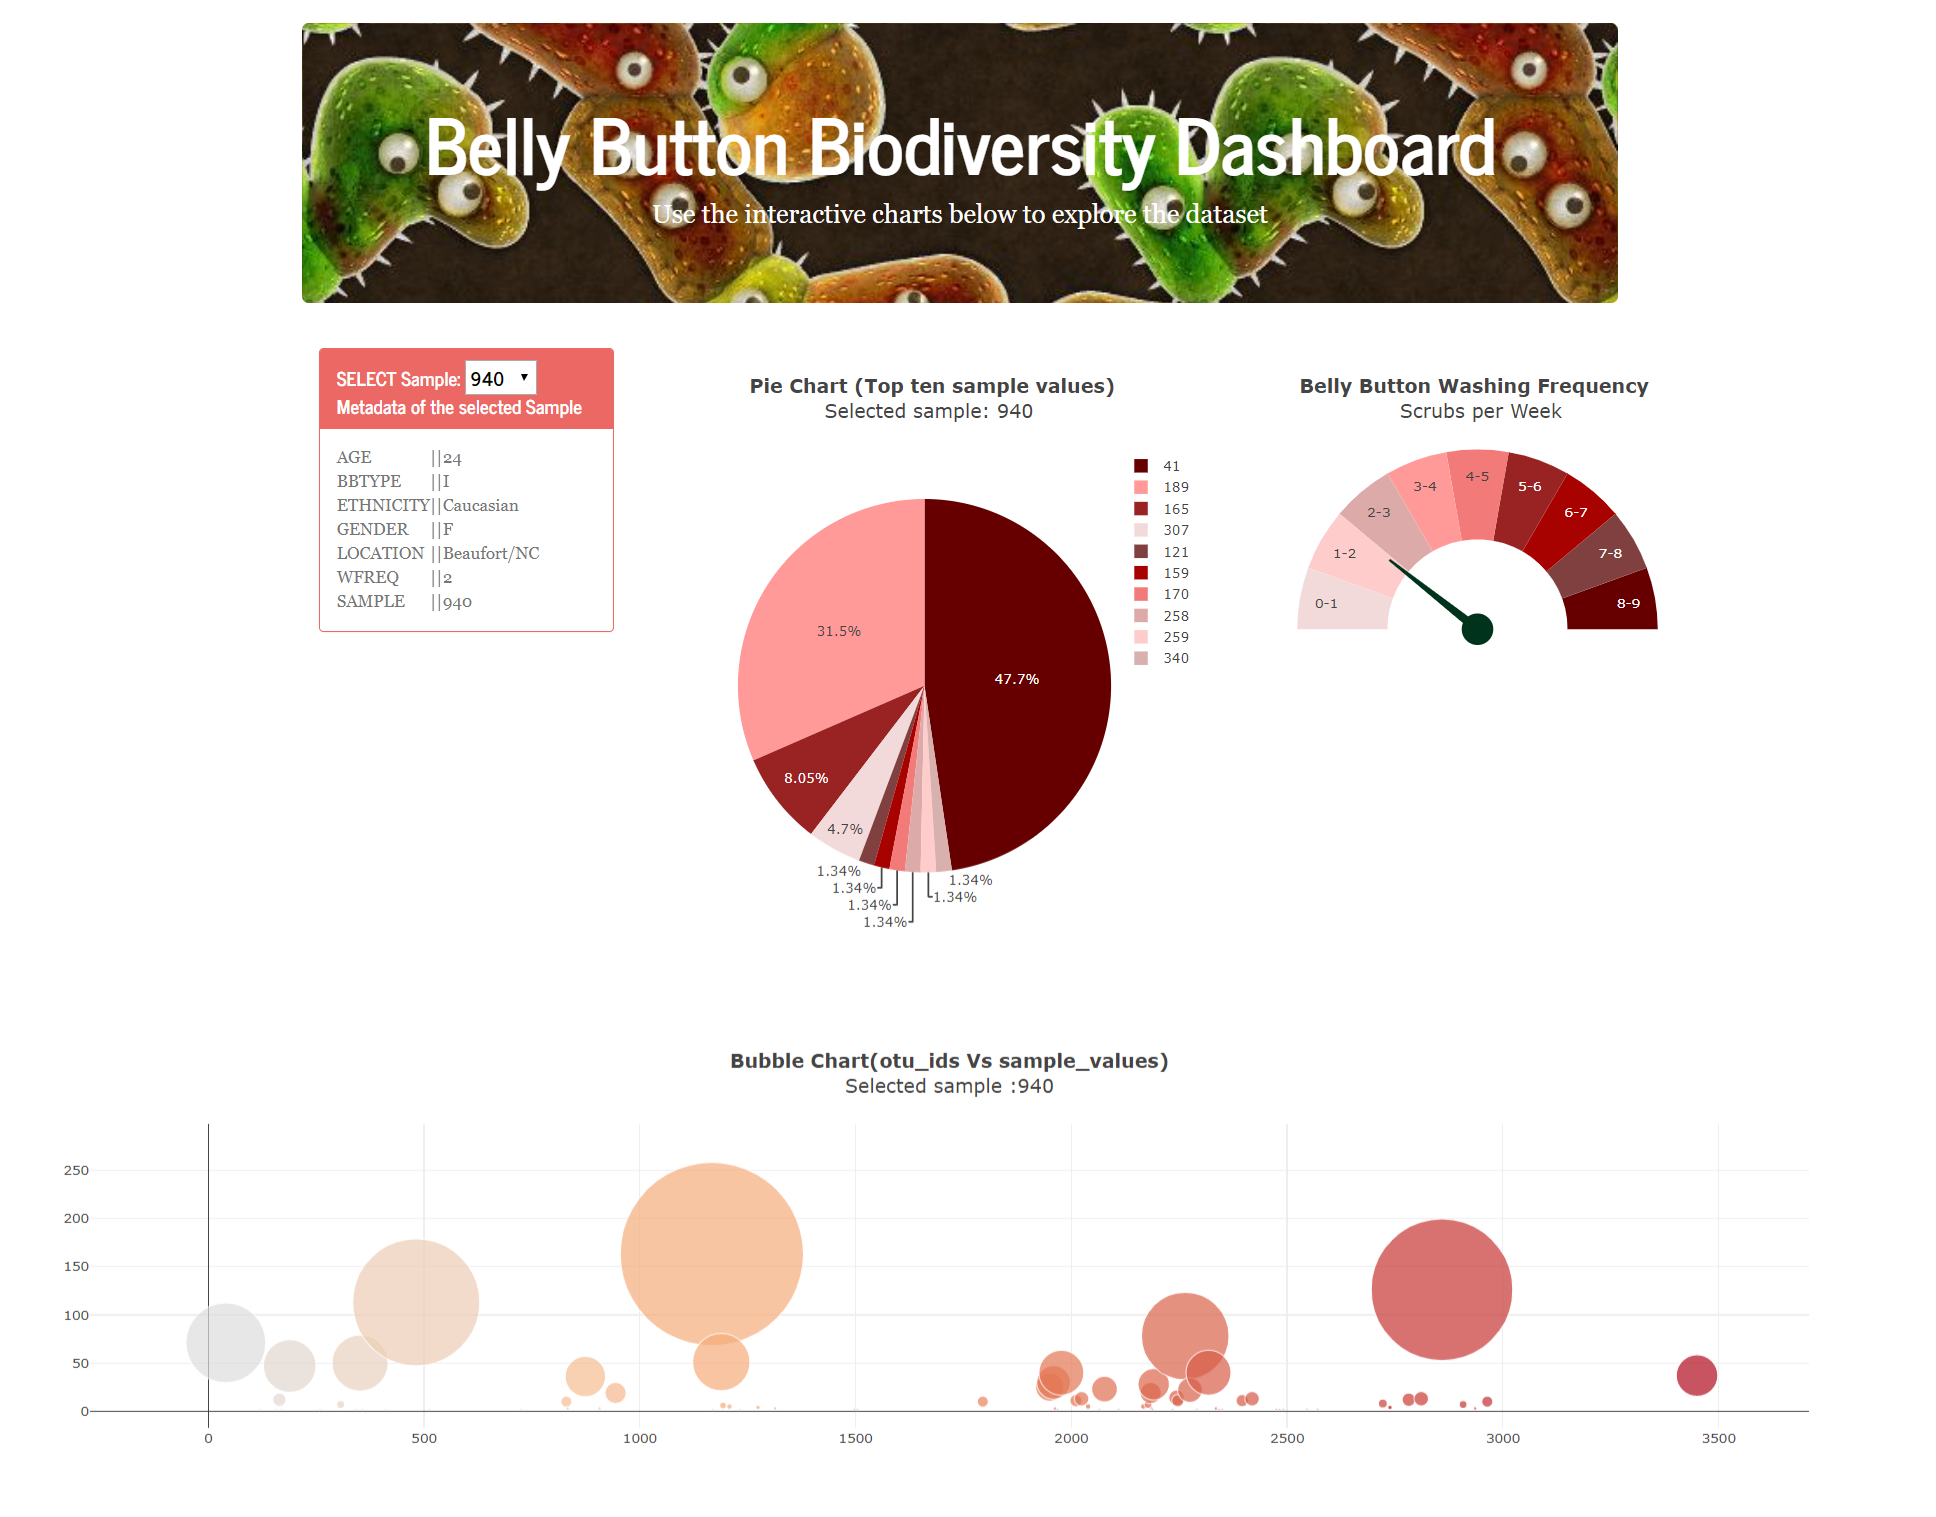 Belly Button Biodiversity Dashboard
Use the interactive charts below to explore the dataset
SELECT Sample: 940
Metadata of the selected Sample
AGE ||24
BBTYPE ||I
ETHNICITY||Caucasian
GENDER ||F
LOCATION ||Beaufort/NC
WFREQ ||2
SAMPLE ||940
Pie Chart (Top ten sample values)
Selected sample: 940
41
189
165
307
121
159
170
258
259
340
31.5%
47.7%
8.05%
4.7%
1.34%
1.34%
1.34%
1.34%
1.34%
1.34%
Belly Button Washing Frequency
Scrubs per Week
0-1
1-2
2-3
3-4
4-5
5-6
6-7
7-8
8-9
Bubble Chart(otu_ids Vs sample_values)
Selected sample :940
250
200
150
100
50
0
0 500 1000 1500 2000 2500 3000 3500